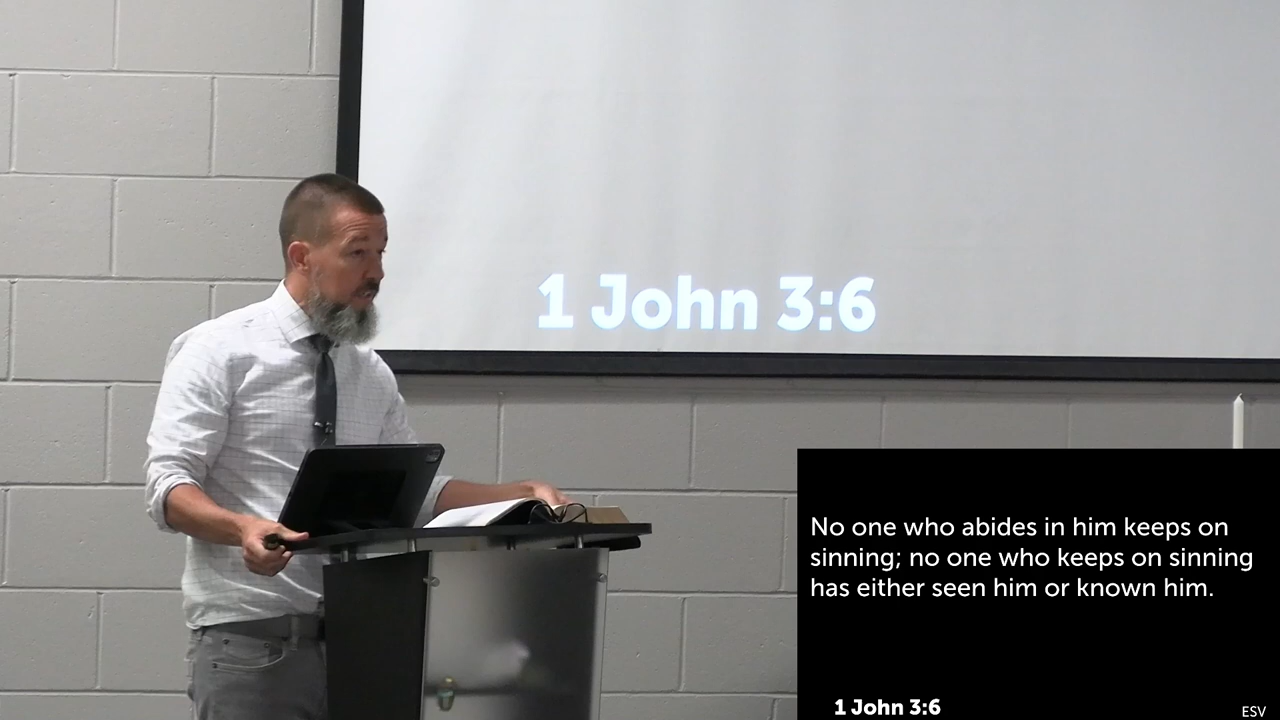 1 John 3:6
No one who abides in him keeps on
sinning; no one who keeps on sinning
has either seen him or known him.
1 John 3:6
ESV